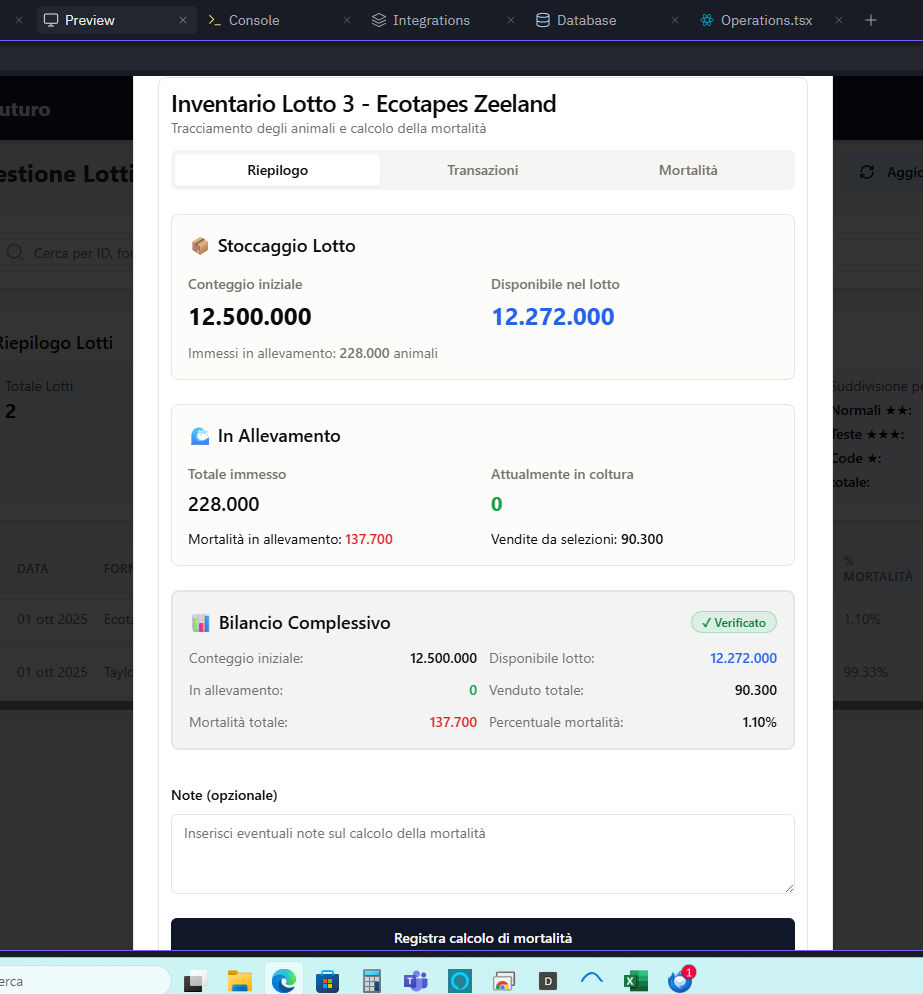 Preview
Console
Integrations
Database
Operations.tsx
Inventario Lotto 3 - Ecotapes Zeeland
Tracciamento degli animali e calcolo della mortalità
Riepilogo Transazioni Mortalità
uturo
estione Lotti
Cerca per ID, for
Riepilogo Lotti
Totale Lotti
2
DATA FORN
01 ott 2025 Ecota
01 ott 2025 Taylo
Stoccaggio Lotto
Conteggio iniziale Disponibile nel lotto
12.500.000 12.272.000
Immessi in allevamento: 228.000 animali
In Allevamento
Totale immesso Attualmente in coltura
228.000 0
Mortalità in allevamento: 137.700 Vendite da selezioni: 90.300
Bilancio Complessivo ✓ Verificato
Conteggio iniziale: 12.500.000 Disponibile lotto: 12.272.000
In allevamento: 0 Venduto totale: 90.300
Mortalità totale: 137.700 Percentuale mortalità: 1.10%
Note (opzionale)
Inserisci eventuali note sul calcolo della mortalità
Registra calcolo di mortalità
Aggio
Suddivisione pe
Normali ★★:
Teste ★★★:
Code ★:
totale:
%
MORTALITÀ
1.10%
99.33%
erca
D
1